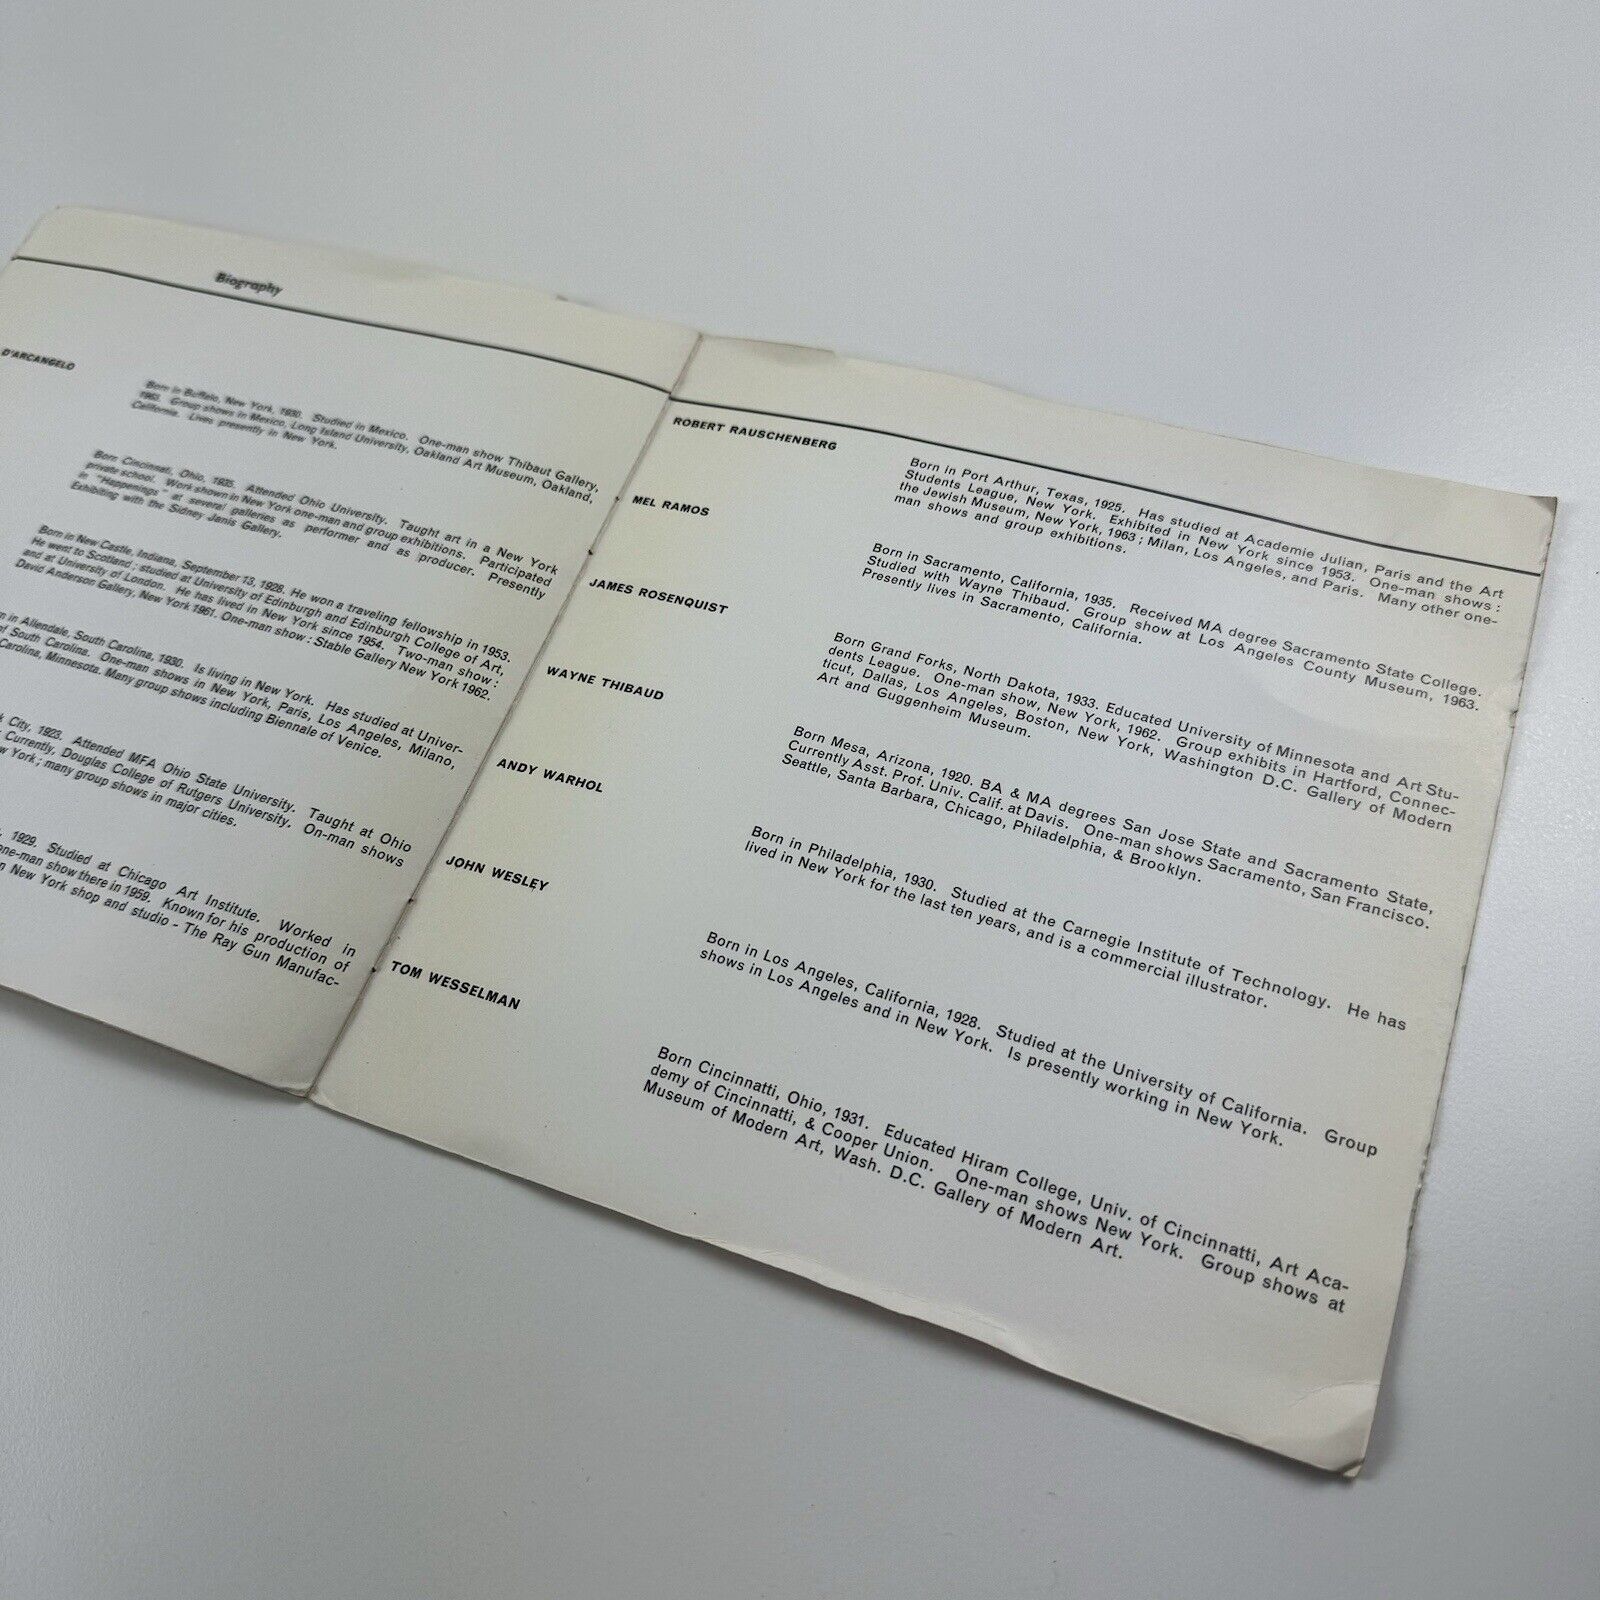 Biography
D'ARCANGELO
Born in Buffalo, New York, 1930. Studied in Mexico. One-man show Thibaut Gallery,
1963. Group shows in Mexico, Long Island University, Oakland Art Museum, Oakland,
California. Lives presently in New York.
Born Cincinnati, Ohio, 1935. Attended Ohio University. Taught art in a New York
private school. Work shown in New York one-man and group exhibitions. Participated
in "Happenings" at several galleries as performer and as producer. Presently
Exhibiting with the Sidney Janis Gallery.
Born in New Castle, Indiana, September 13, 1928. He won a traveling fellowship in 1953.
He went to Scotland; studied at University of Edinburgh and Edinburgh College of Art,
and at University of London. He has lived in New York since 1954. Two-man show:
David Anderson Gallery, New York 1961. One-man show: Stable Gallery New York 1962.
in Allendale, South Carolina, 1930. Is living in New York. Has studied at Univer-
of South Carolina. One-man shows in New York, Paris, Los Angeles, Milano,
Carolina, Minnesota. Many group shows including Biennale of Venice.
City, 1923. Attended MFA Ohio State University. Taught at Ohio
Currently, Douglas College of Rutgers University. On-man shows
York; many group shows in major cities.
1929. Studied at Chicago Art Institute. Worked in
one-man show there in 1959. Known for his production of
New York shop and studio - The Ray Gun Manufac-
ROBERT RAUSCHENBERG
Born in Port Arthur, Texas, 1925. Has studied at Academie Julian, Paris and the Art
Students League, New York. Exhibited in New York since 1953. One-man shows:
the Jewish Museum, New York, 1963; Milan, Los Angeles, and Paris. Many other one-
man shows and group exhibitions.
MEL RAMOS
Born in Sacramento, California, 1935. Received MA degree Sacramento State College.
Studied with Wayne Thibaud. Group show at Los Angeles County Museum, 1963.
Presently lives in Sacramento, California.
JAMES ROSENQUIST
Born Grand Forks, North Dakota, 1933. Educated University of Minnesota and Art Stu-
dents League. One-man show, New York, 1962. Group exhibits in Hartford, Connec-
ticut, Dallas, Los Angeles, Boston, New York, Washington D.C. Gallery of Modern
Art and Guggenheim Museum.
WAYNE THIBAUD
Born Mesa, Arizona, 1920. BA & MA degrees San Jose State and Sacramento State,
Currently Asst. Prof. Univ. Calif. at Davis. One-man shows Sacramento, San Francisco.
Seattle, Santa Barbara, Chicago, Philadelphia, & Brooklyn.
ANDY WARHOL
Born in Philadelphia, 1930. Studied at the Carnegie Institute of Technology. He has
lived in New York for the last ten years, and is a commercial illustrator.
JOHN WESLEY
Born in Los Angeles, California, 1928. Studied at the University of California. Group
shows in Los Angeles and in New York. Is presently working in New York.
TOM WESSELMAN
Born Cincinnatti, Ohio, 1931. Educated Hiram College, Univ. of Cincinnatti, Art Aca-
demy of Cincinnatti, & Cooper Union. One-man shows New York. Group shows at
Museum of Modern Art, Wash. D.C. Gallery of Modern Art.